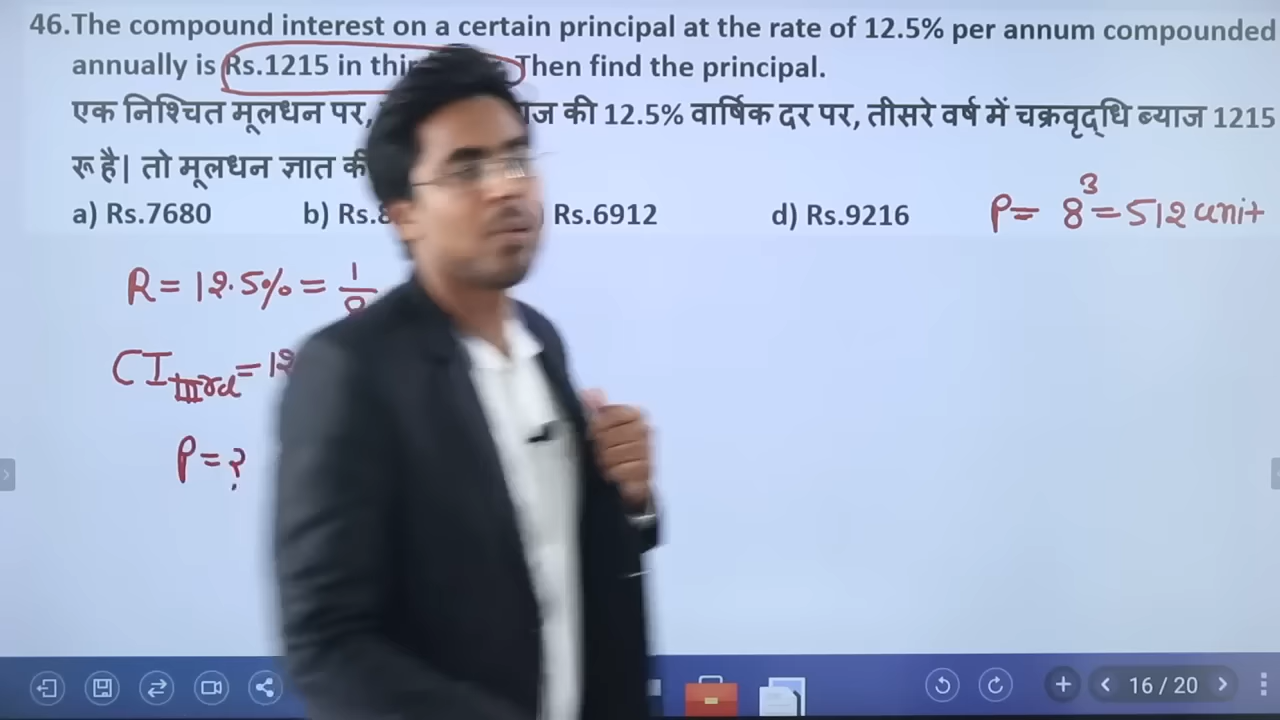 46.The compound interest on a certain principal at the rate of 12.5% per annum compounded
annually is Rs.1215 in Then find the principal.
एक निश्चित मूलधन पर, की 12.5% वार्षिक दर पर, तीसरे वर्ष में चक्रवृद्धि ब्याज 1215
रू है| तो मूलधन ज्ञात
a) Rs.7680 b) Rs.6912 d) Rs.9216
P= 8³=512 unit
R= 12.5% = 1/8
CI IIIrd =
P=?
16 / 20